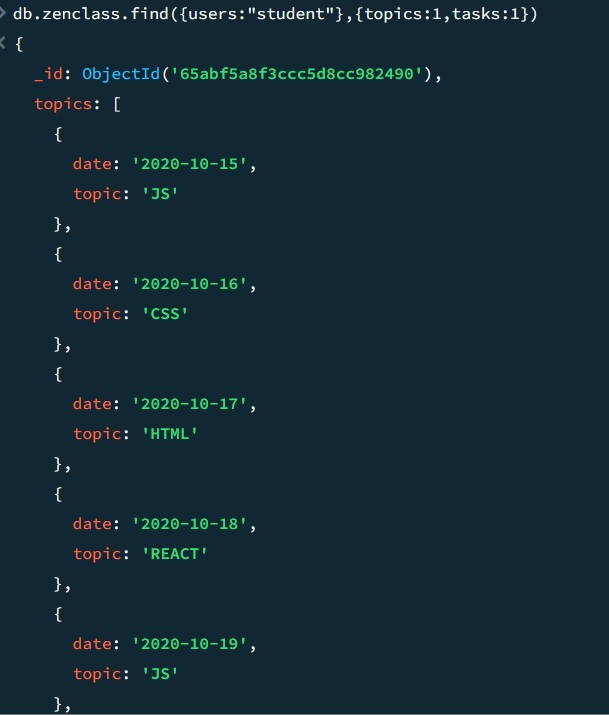 db.zenclass.find({users:"student"},{topics:1,tasks:1})
{
_id: ObjectId('65abf5a8f3ccc5d8cc982490'),
topics: [
{
date: '2020-10-15',
topic: 'JS'
},
{
date: '2020-10-16',
topic: 'CSS'
},
{
date: '2020-10-17',
topic: 'HTML'
},
{
date: '2020-10-18',
topic: 'REACT'
},
{
date: '2020-10-19',
topic: 'JS'
},